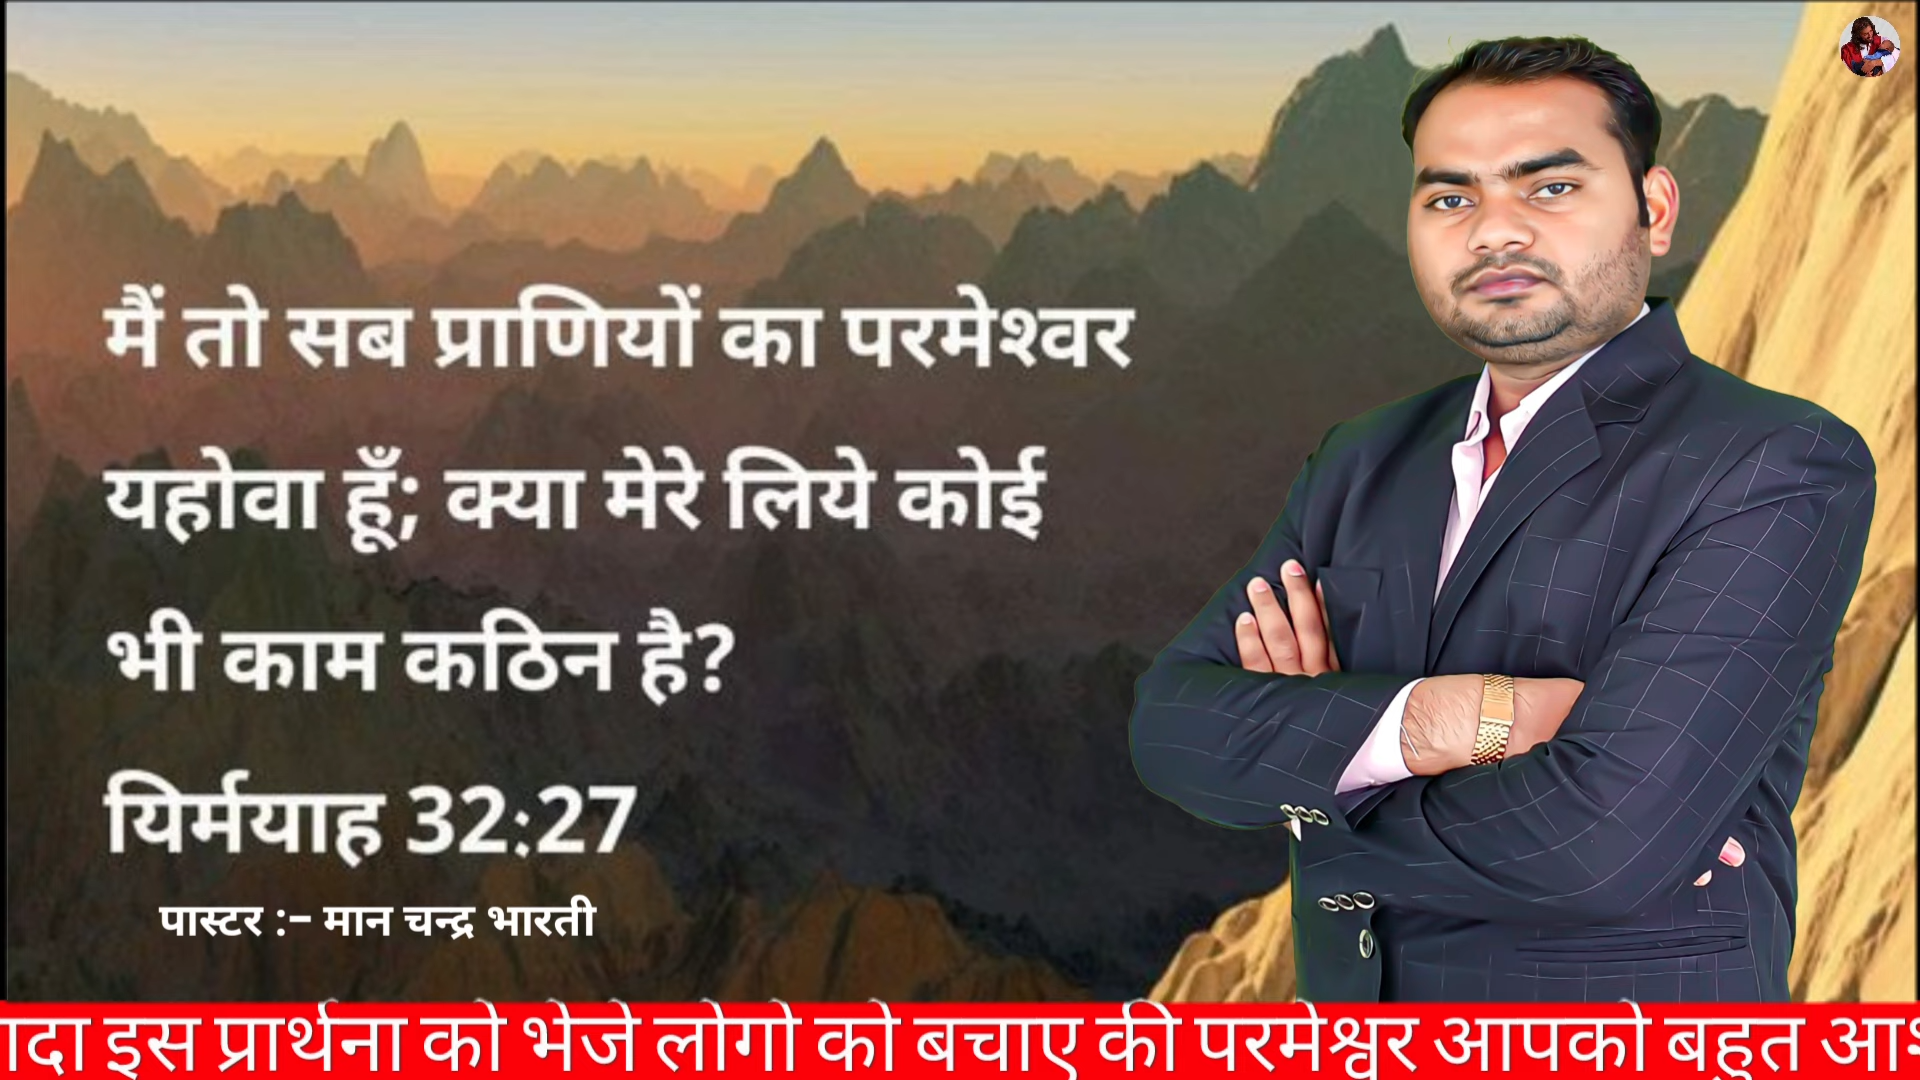 मैं तो सब प्राणियों का परमेश्वर
यहोवा हूँ; क्या मेरे लिये कोई
भी काम कठिन है?
यिर्मयाह 32:27
पास्टर :- मान चन्द्र भारती
इस प्रार्थना को भेजे लोगो को बचाए की परमेश्वर आपको बहुत